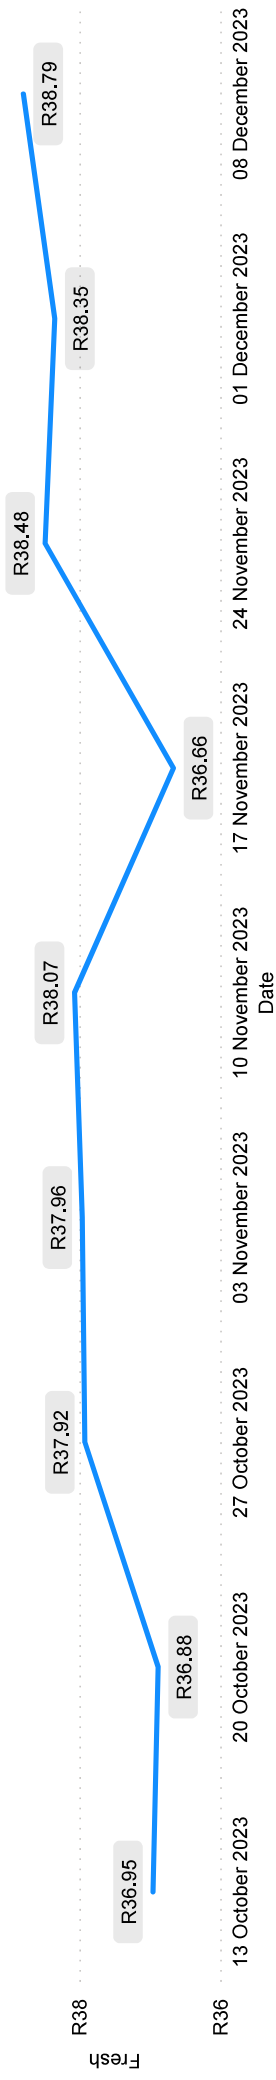 Fresh
R38
R36
R36.95
R36.88
R37.92
R37.96
R38.07
R36.66
R38.48
R38.35
R38.79
13 October 2023
20 October 2023
27 October 2023
03 November 2023
10 November 2023
17 November 2023
24 November 2023
01 December 2023
08 December 2023
Date